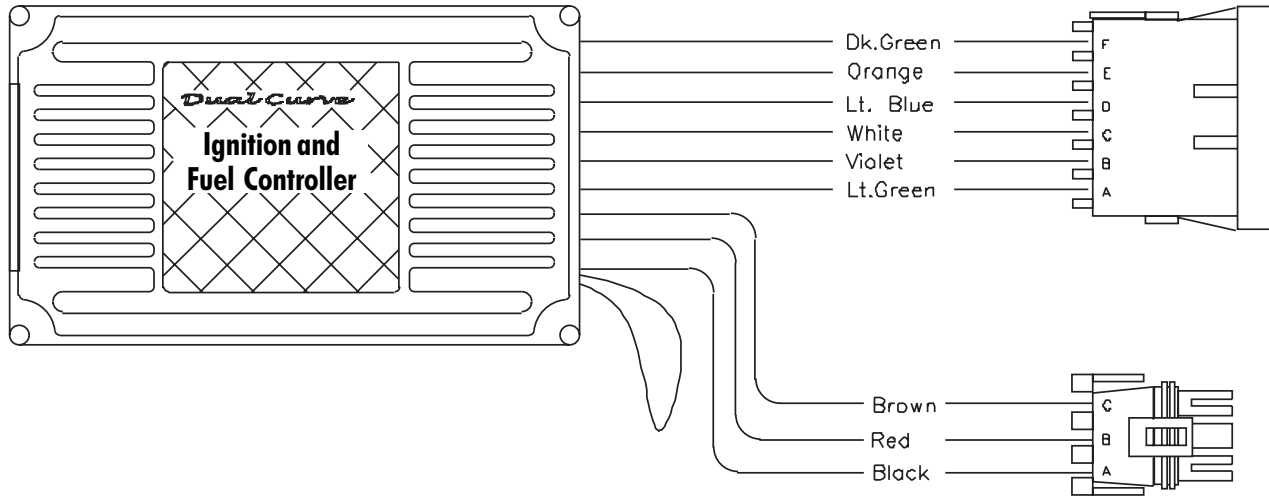 Dual Curve
Ignition and
Fuel Controller
Dk.Green F
Orange E
Lt. Blue D
White C
Violet B
Lt.Green A
Brown C
Red B
Black A